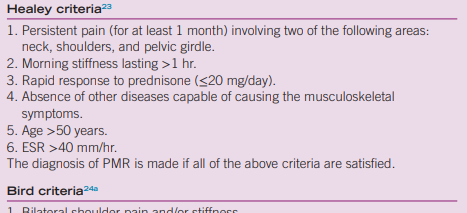 Healey criteria23
1. Persistent pain (for at least 1 month) involving two of the following areas:
neck, shoulders, and pelvic girdle.
2. Morning stiffness lasting >1 hr.
3. Rapid response to prednisone (≤20 mg/day).
4. Absence of other diseases capable of causing the musculoskeletal
symptoms.
5. Age >50 years.
6. ESR >40 mm/hr.
The diagnosis of PMR is made if all of the above criteria are satisfied.
Bird criteria24a
1. Bilateral shoulder pain and/or stiffness.